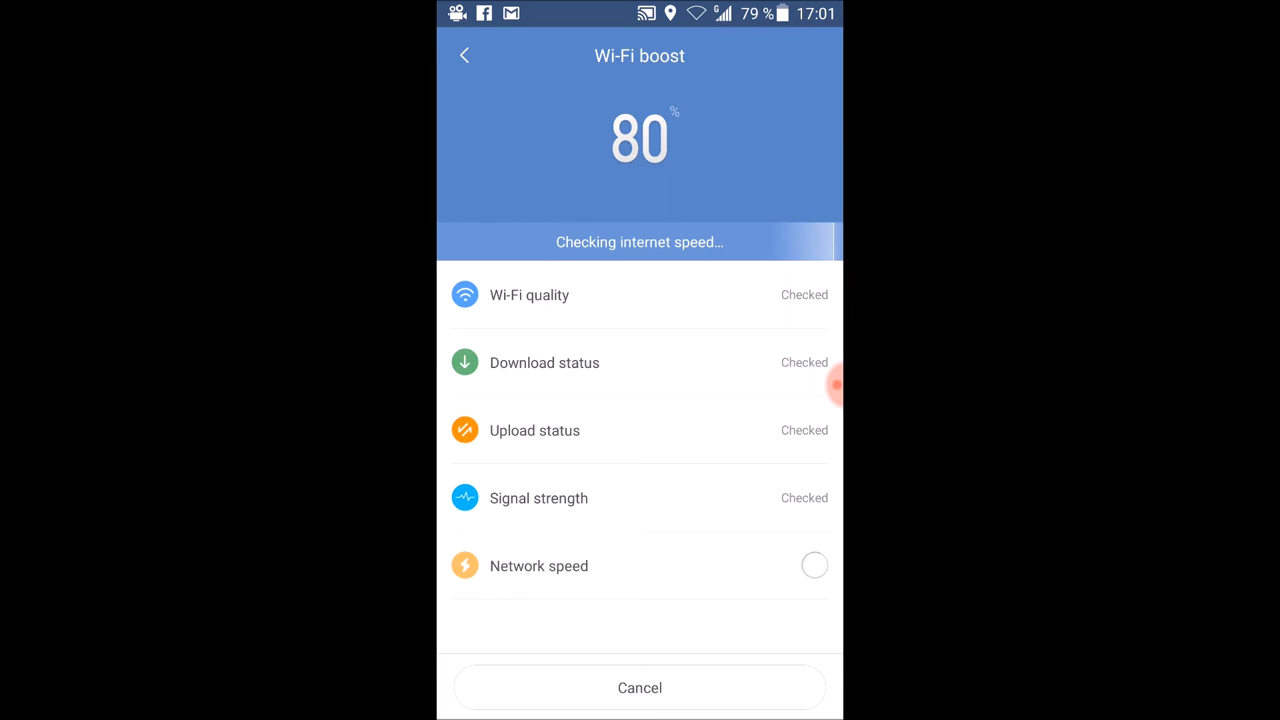 G 79 % 17:01
Wi-Fi boost
80 %
Checking internet speed...
Wi-Fi quality Checked
Download status Checked
Upload status Checked
Signal strength Checked
Network speed
Cancel